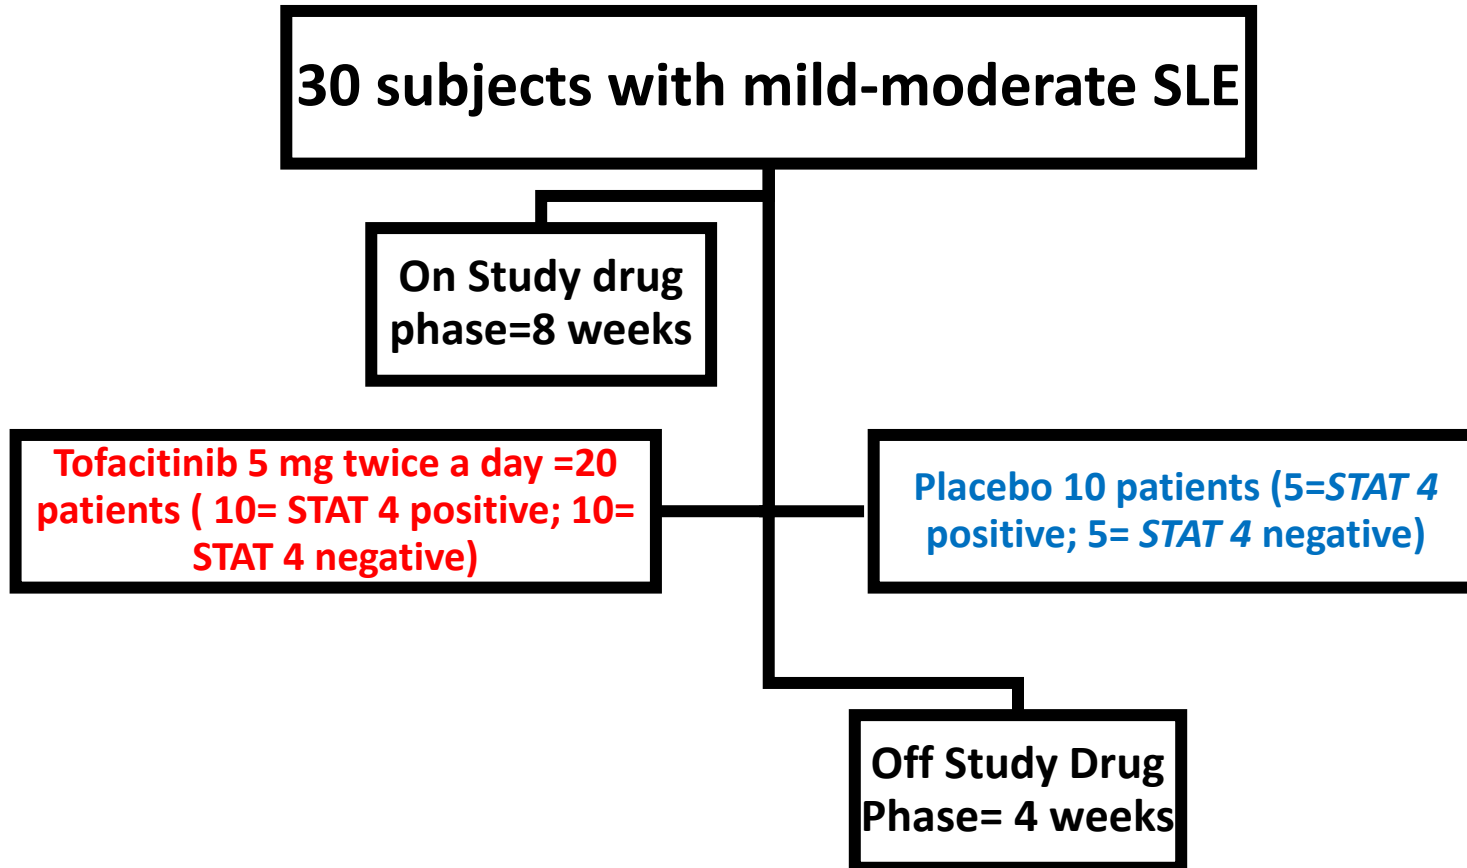 30 subjects with mild-moderate SLE
On Study drug
phase=8 weeks
Tofacitinib 5 mg twice a day =20
patients ( 10= STAT 4 positive; 10=
STAT 4 negative)
Placebo 10 patients (5=STAT 4
positive; 5= STAT 4 negative)
Off Study Drug
Phase= 4 weeks